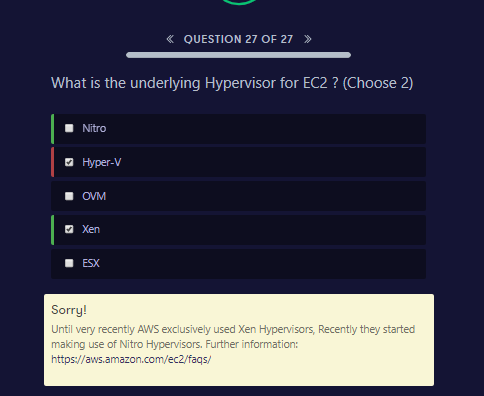 « QUESTION 27 OF 27 »
What is the underlying Hypervisor for EC2 ? (Choose 2)
Nitro
Hyper-V
OVM
Xen
ESX
Sorry!
Until very recently AWS exclusively used Xen Hypervisors, Recently they started
making use of Nitro Hypervisors. Further information:
https://aws.amazon.com/ec2/faqs/